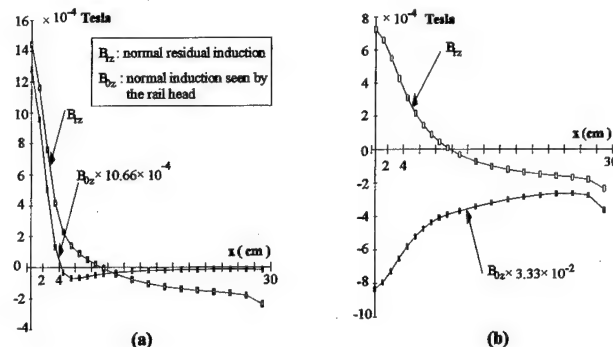 × 10⁻⁴ Tesla
16
14
12
10
8
6
4
2
0
-2
-4
B_rz : normal residual induction
B_0z : normal induction seen by
the rail head
B_rz
B_0z × 10.66 × 10⁻⁴
x ( cm )
2 4 30
(a)
(b)
× 10⁻⁴ Tesla
8
6
4
2
0
-2
-4
-6
-8
-10
B_rz
x ( cm )
2 4 30
B_0z × 3.33 × 10⁻²